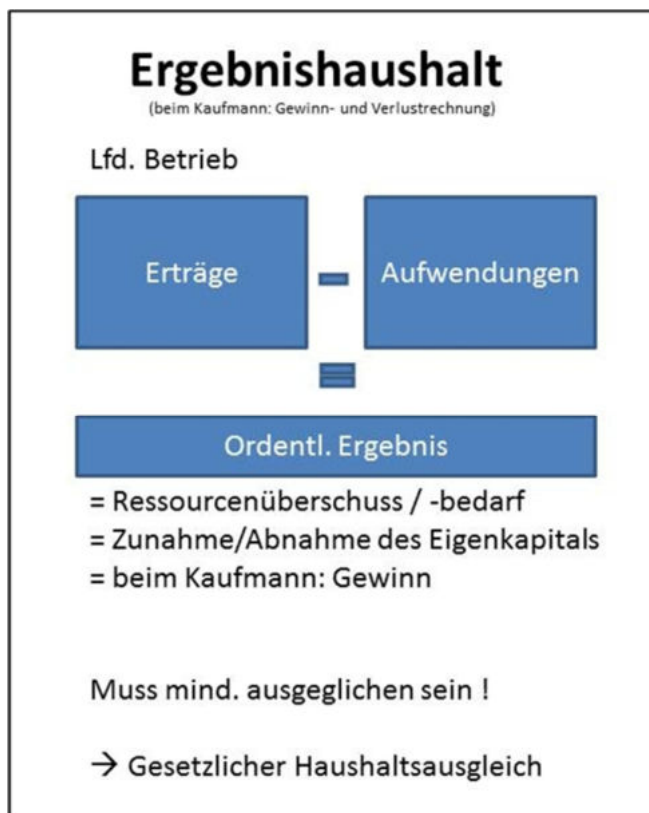 Ergebnishaushalt
(beim Kaufmann: Gewinn- und Verlustrechnung)
Lfd. Betrieb
Erträge - Aufwendungen
=
Ordentl. Ergebnis
= Ressourcenüberschuss / -bedarf
= Zunahme/Abnahme des Eigenkapitals
= beim Kaufmann: Gewinn
Muss mind. ausgeglichen sein !
→ Gesetzlicher Haushaltsausgleich